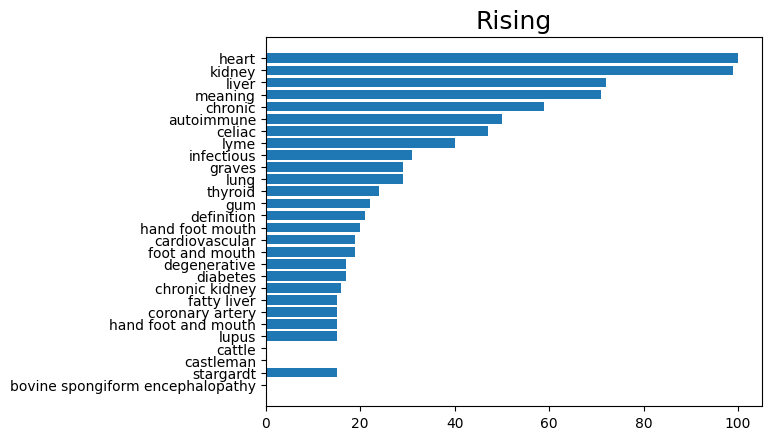 Rising
heart
kidney
liver
meaning
chronic
autoimmune
celiac
lyme
infectious
graves
lung
thyroid
gum
definition
hand foot mouth
cardiovascular
foot and mouth
degenerative
diabetes
chronic kidney
fatty liver
coronary artery
hand foot and mouth
lupus
cattle
castleman
stargardt
bovine spongiform encephalopathy
0 20 40 60 80 100